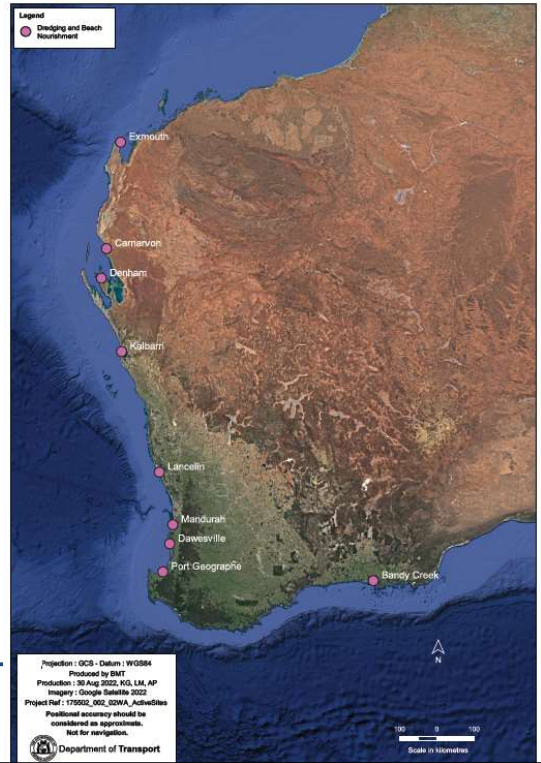 Legend
Dredging and Beach
Nourishment
Exmouth
Carnarvon
Denham
Kalbarri
Lancelin
Mandurah
Dawesville
Port Geographe
Bandy Creek
N
100 0 100
Scale in kilometres
Projection : GCS - Datum : WGS84
Produced by BMT
Production : 30 Aug 2022, KG, LM, AP
Imagery : Google Satellite 2022
Project Ref : 175502_002_02WA_ActiveSites
Positional accuracy should be
considered as approximate.
Not for navigation.
Department of Transport